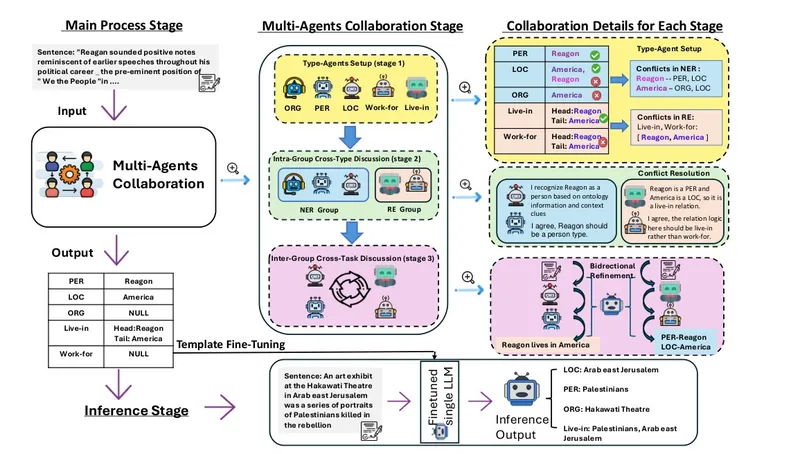 Main Process Stage
Sentence: "Reagan sounded positive notes
reminiscent of earlier speeches throughout his
political career _ the pre-eminent position of
" We the People "in ....
Input
Multi-Agents
Collaboration
Output
PER Reagon
LOC America
ORG NULL
Live-in Head:Reagon
Tail: America
Work-for NULL
Inference Stage
Multi-Agents Collaboration Stage
Type-Agents Setup (stage 1)
ORG PER LOC Work-for Live-in
Intra-Group Cross-Type Discussion (stage 2)
NER Group RE Group
Inter-Group Cross-Task Discussion (stage 3)
Collaboration Details for Each Stage
PER Reagon
LOC America,
Reagon
ORG America
Live-in Head:Reagon
Tail: America
Work-for Head:Reagon
Tail: America
Type-Agent Setup
Conflicts in NER :
Reagon -- PER, LOC
America – ORG, LOC
Conflicts in RE:
Live-in, Work-for:
[ Reagon, America ]
Conflict Resolution
I recognize Reagon as a
person based on ontology
information and context
clues
I agree, Reagon should
be a person type.
Reagon is a PER and
America is a LOC, so it is
a live-in relation.
I agree, the relation logic
here should be live-in
rather than work-for.
Bidrectional
Refinement.
Reagon lives in America
PER-Reagon
LOC-America
Template Fine-Tuning
Sentence: An art exhibit
at the Hakawati Theatre
in Arab east Jerusalem
was a series of portraits
of Palestinians killed in
the rebellion
Finetuned
single LLM
Inference
Output
LOC: Arab east Jerusalem
PER: Palestinians
ORG: Hakawati Theatre
Live-in: Palestinians, Arab east
Jerusalem